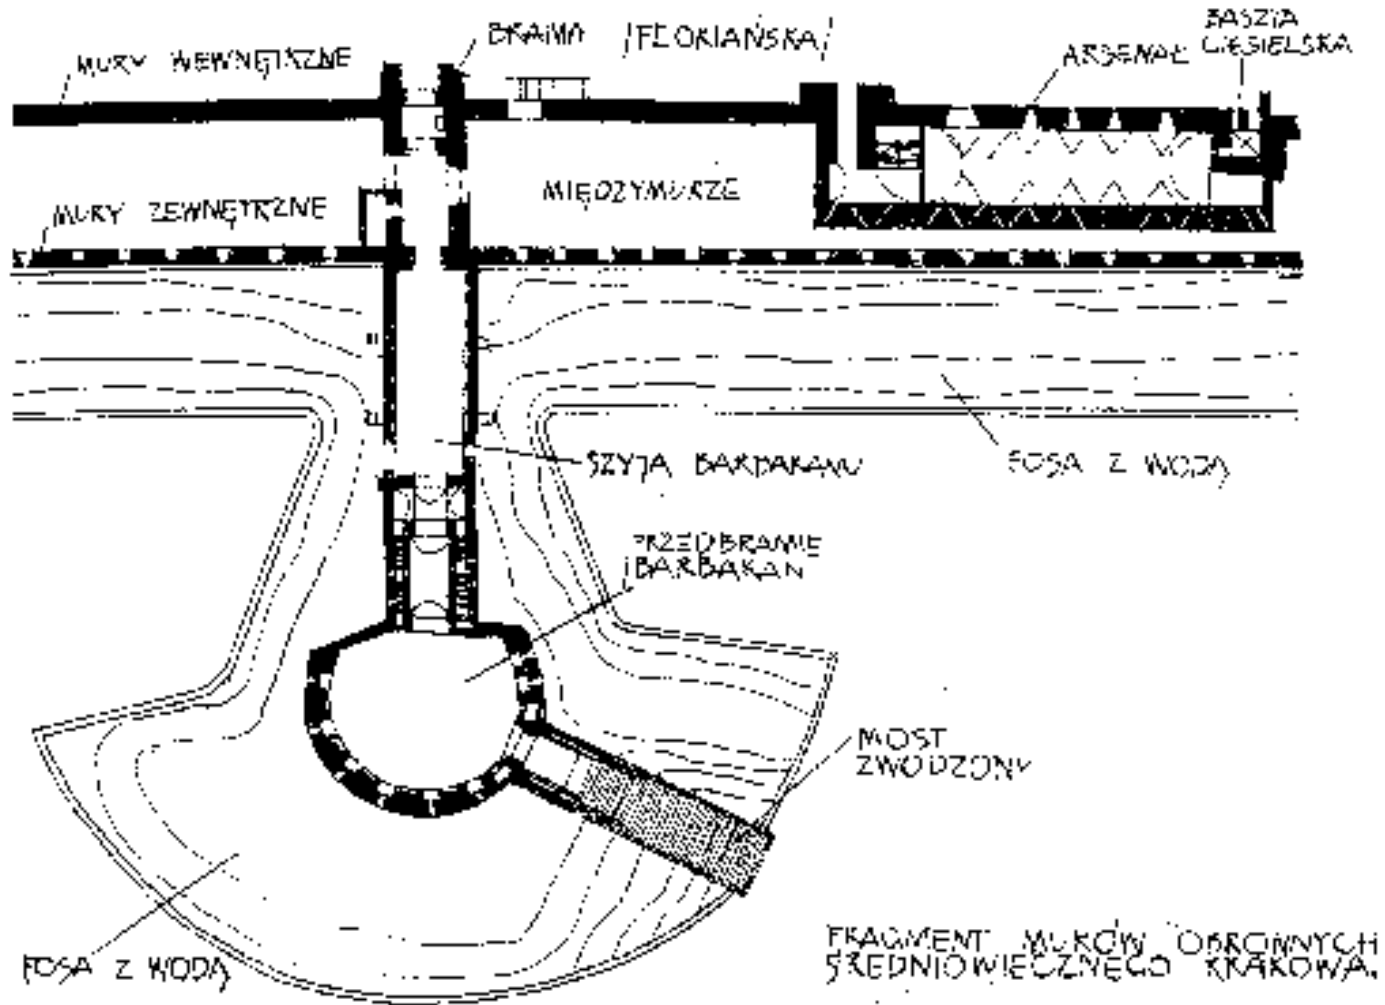 MURY WEWNĘTRZNE
BRAMA /FLORIAŃSKA/
ARSENAŁ
BASZTA
CIESIELSKA
MURY ZEWNĘTRZNE
MIĘDZYMURZE
SZYJA BARBAKANU
FOSA Z WODĄ
PRZEDBRAMIE
BARBAKAN
MOST
ZWODZONY
FOSA Z WODĄ
FRAGMENT MURÓW OBRONNYCH
ŚREDNIOWIECZNEGO KRAKOWA.